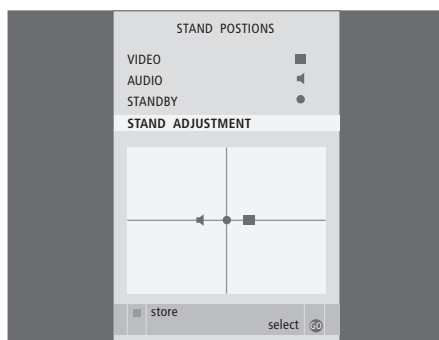 STAND POSTIONS
VIDEO
AUDIO
STANDBY
STAND ADJUSTMENT
store
select GO